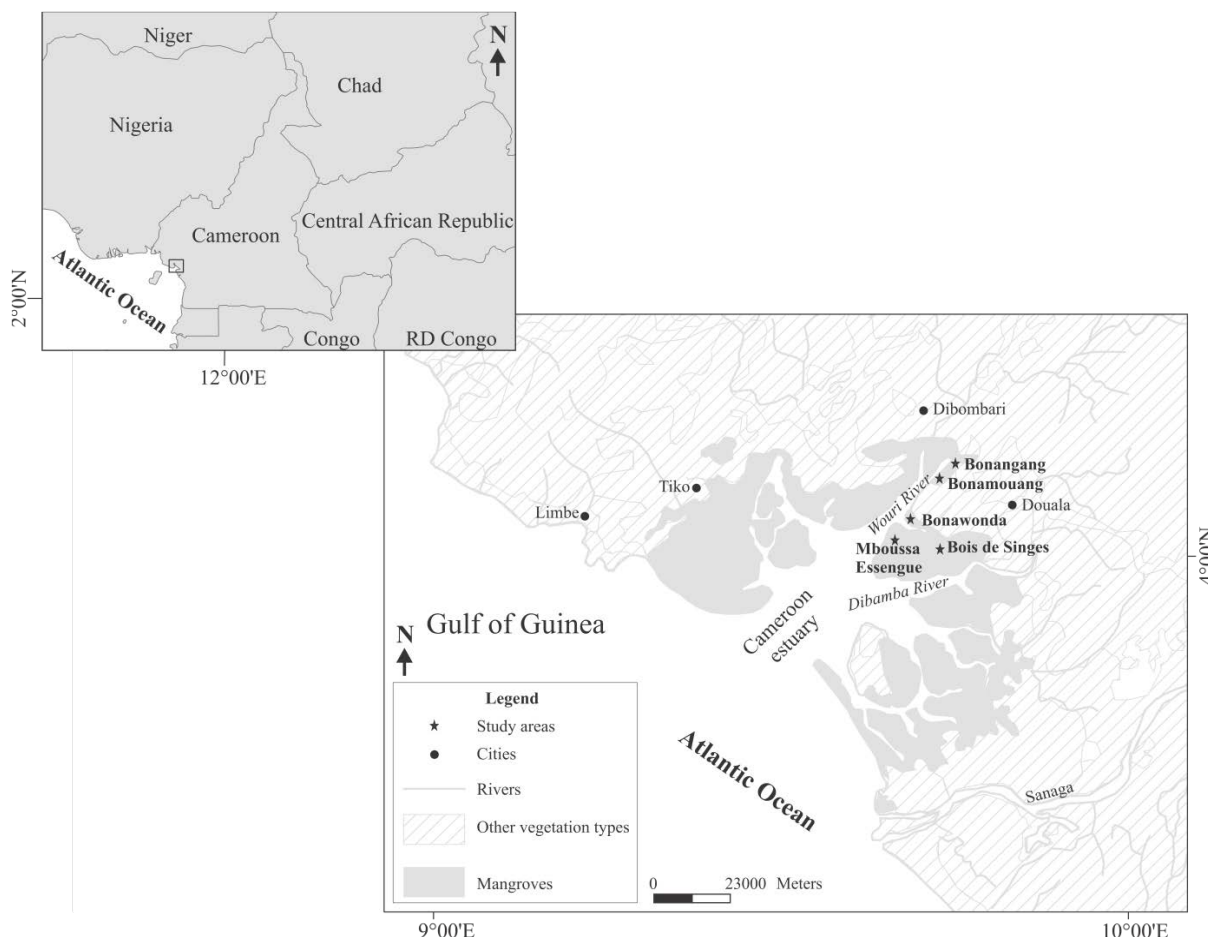 Niger
N
Chad
Nigeria
Central African Republic
Cameroon
Atlantic Ocean
2°00'N
Congo
RD Congo
12°00'E
Dibombari
Bonangang
Bonamouang
Wouri River
Tiko
Limbe
Douala
Bonawonda
Mboussa
Essengue
Bois de Singes
4°00'N
Dibamba River
Cameroon
estuary
Gulf of Guinea
N
Legend
Study areas
Cities
Rivers
Other vegetation types
Mangroves
Atlantic Ocean
Sanaga
0 23000 Meters
9°00'E
10°00'E